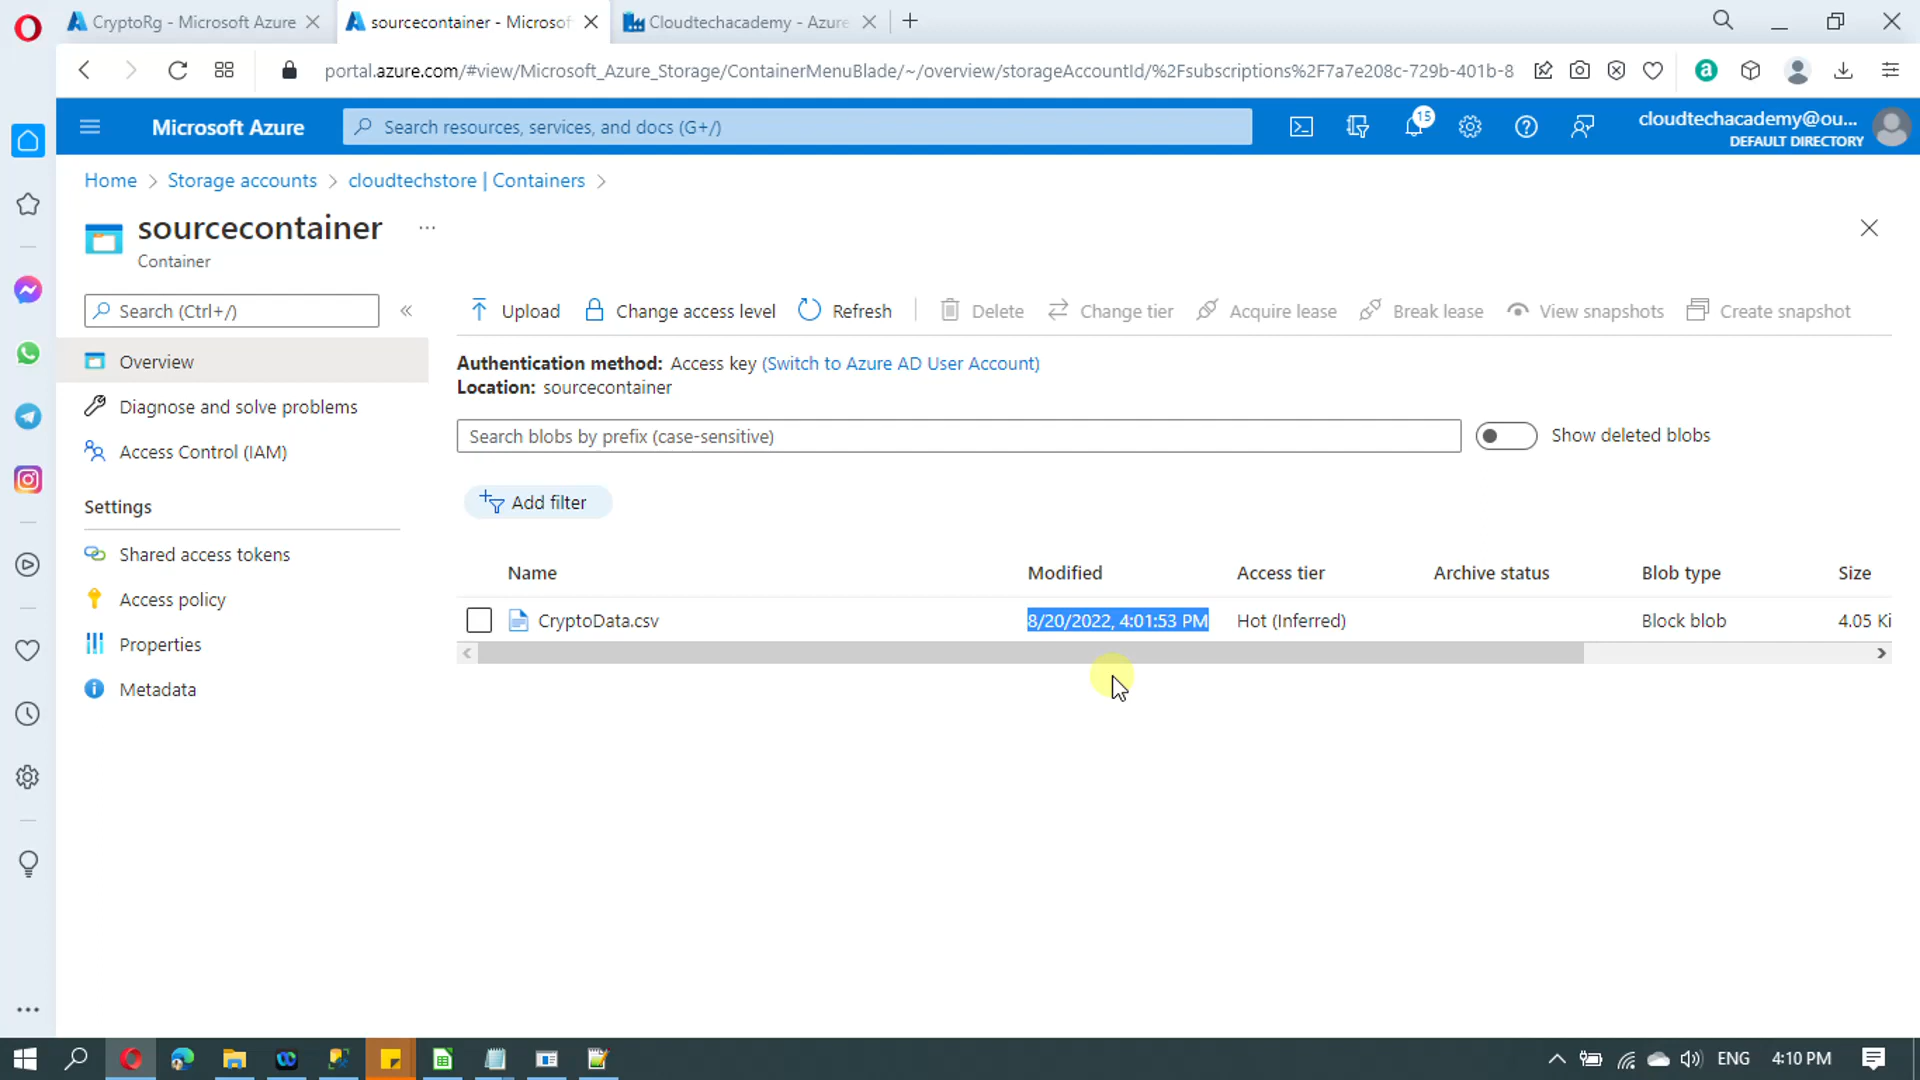 CryptoRg - Microsoft Azure
sourcecontainer - Microsof
Cloudtechacademy - Azure
portal.azure.com/#view/Microsoft_Azure_Storage/ContainerMenuBlade/~/overview/storageAccountId/%2Fsubscriptions%2F7a7e208c-729b-401b-8
Microsoft Azure
Search resources, services, and docs (G+/)
15
cloudtechacademy@ou...
DEFAULT DIRECTORY
Home > Storage accounts > cloudtechstore | Containers >
sourcecontainer ...
Container
Search (Ctrl+/)
«
Upload
Change access level
Refresh
Delete
Change tier
Acquire lease
Break lease
View snapshots
Create snapshot
Overview
Diagnose and solve problems
Access Control (IAM)
Settings
Shared access tokens
Access policy
Properties
Metadata
Authentication method: Access key (Switch to Azure AD User Account)
Location: sourcecontainer
Search blobs by prefix (case-sensitive)
Show deleted blobs
Add filter
Name Modified Access tier Archive status Blob type Size
CryptoData.csv 8/20/2022, 4:01:53 PM Hot (Inferred) Block blob 4.05 Ki
ENG
4:10 PM